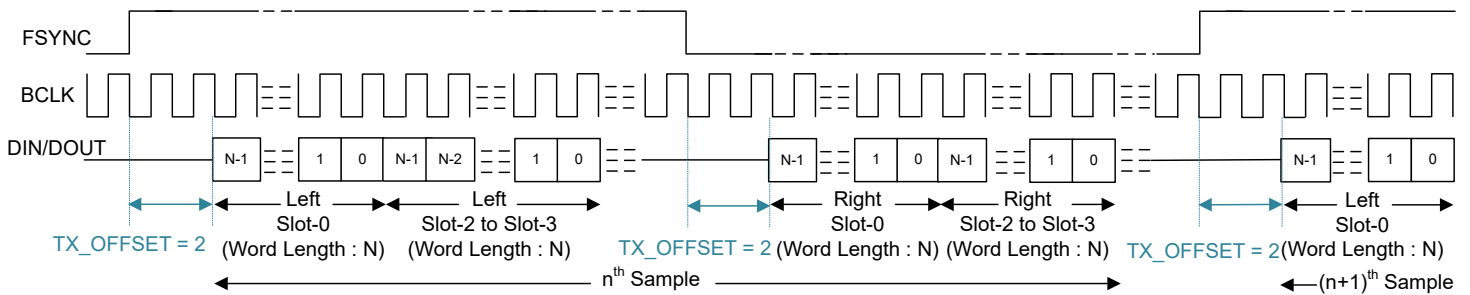 FSYNC
BCLK
DIN/DOUT
N-1 1 0 N-1 N-2 1 0 N-1 1 0 N-1 1 0 N-1 1 0
Left Left Right Right Left
Slot-0 Slot-2 to Slot-3 Slot-0 Slot-2 to Slot-3 Slot-0
TX_OFFSET = 2 (Word Length : N) (Word Length : N) TX_OFFSET = 2 (Word Length : N) (Word Length : N) TX_OFFSET = 2 (Word Length : N)
nth Sample (n+1)th Sample